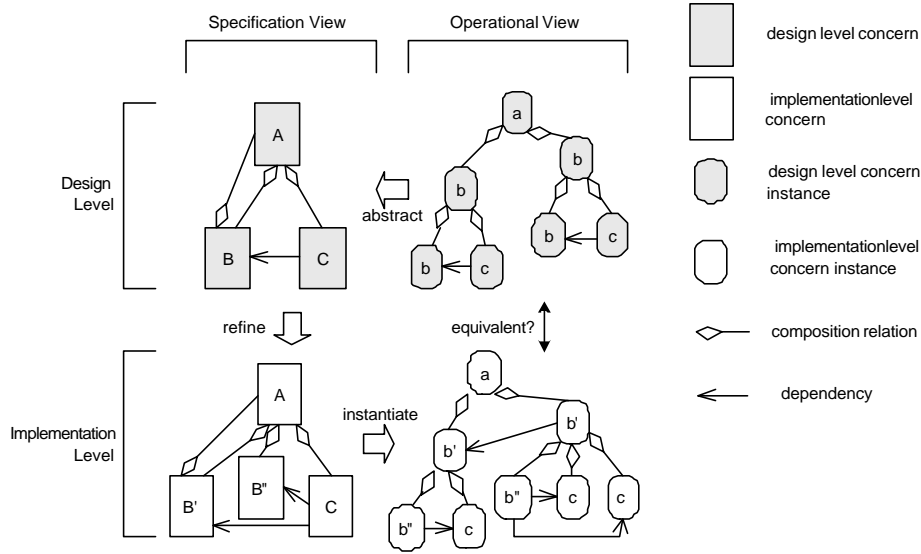 Specification View
Operational View
design level concern
implementationlevel
concern
design level concern
instance
implementationlevel
concern instance
composition relation
dependency
Design
Level
A
B
C
abstract
a
b
b
b
c
b
c
refine
equivalent?
Implementation
Level
A
B'
B"
C
instantiate
a
b'
b'
b"
c
b"
c
c